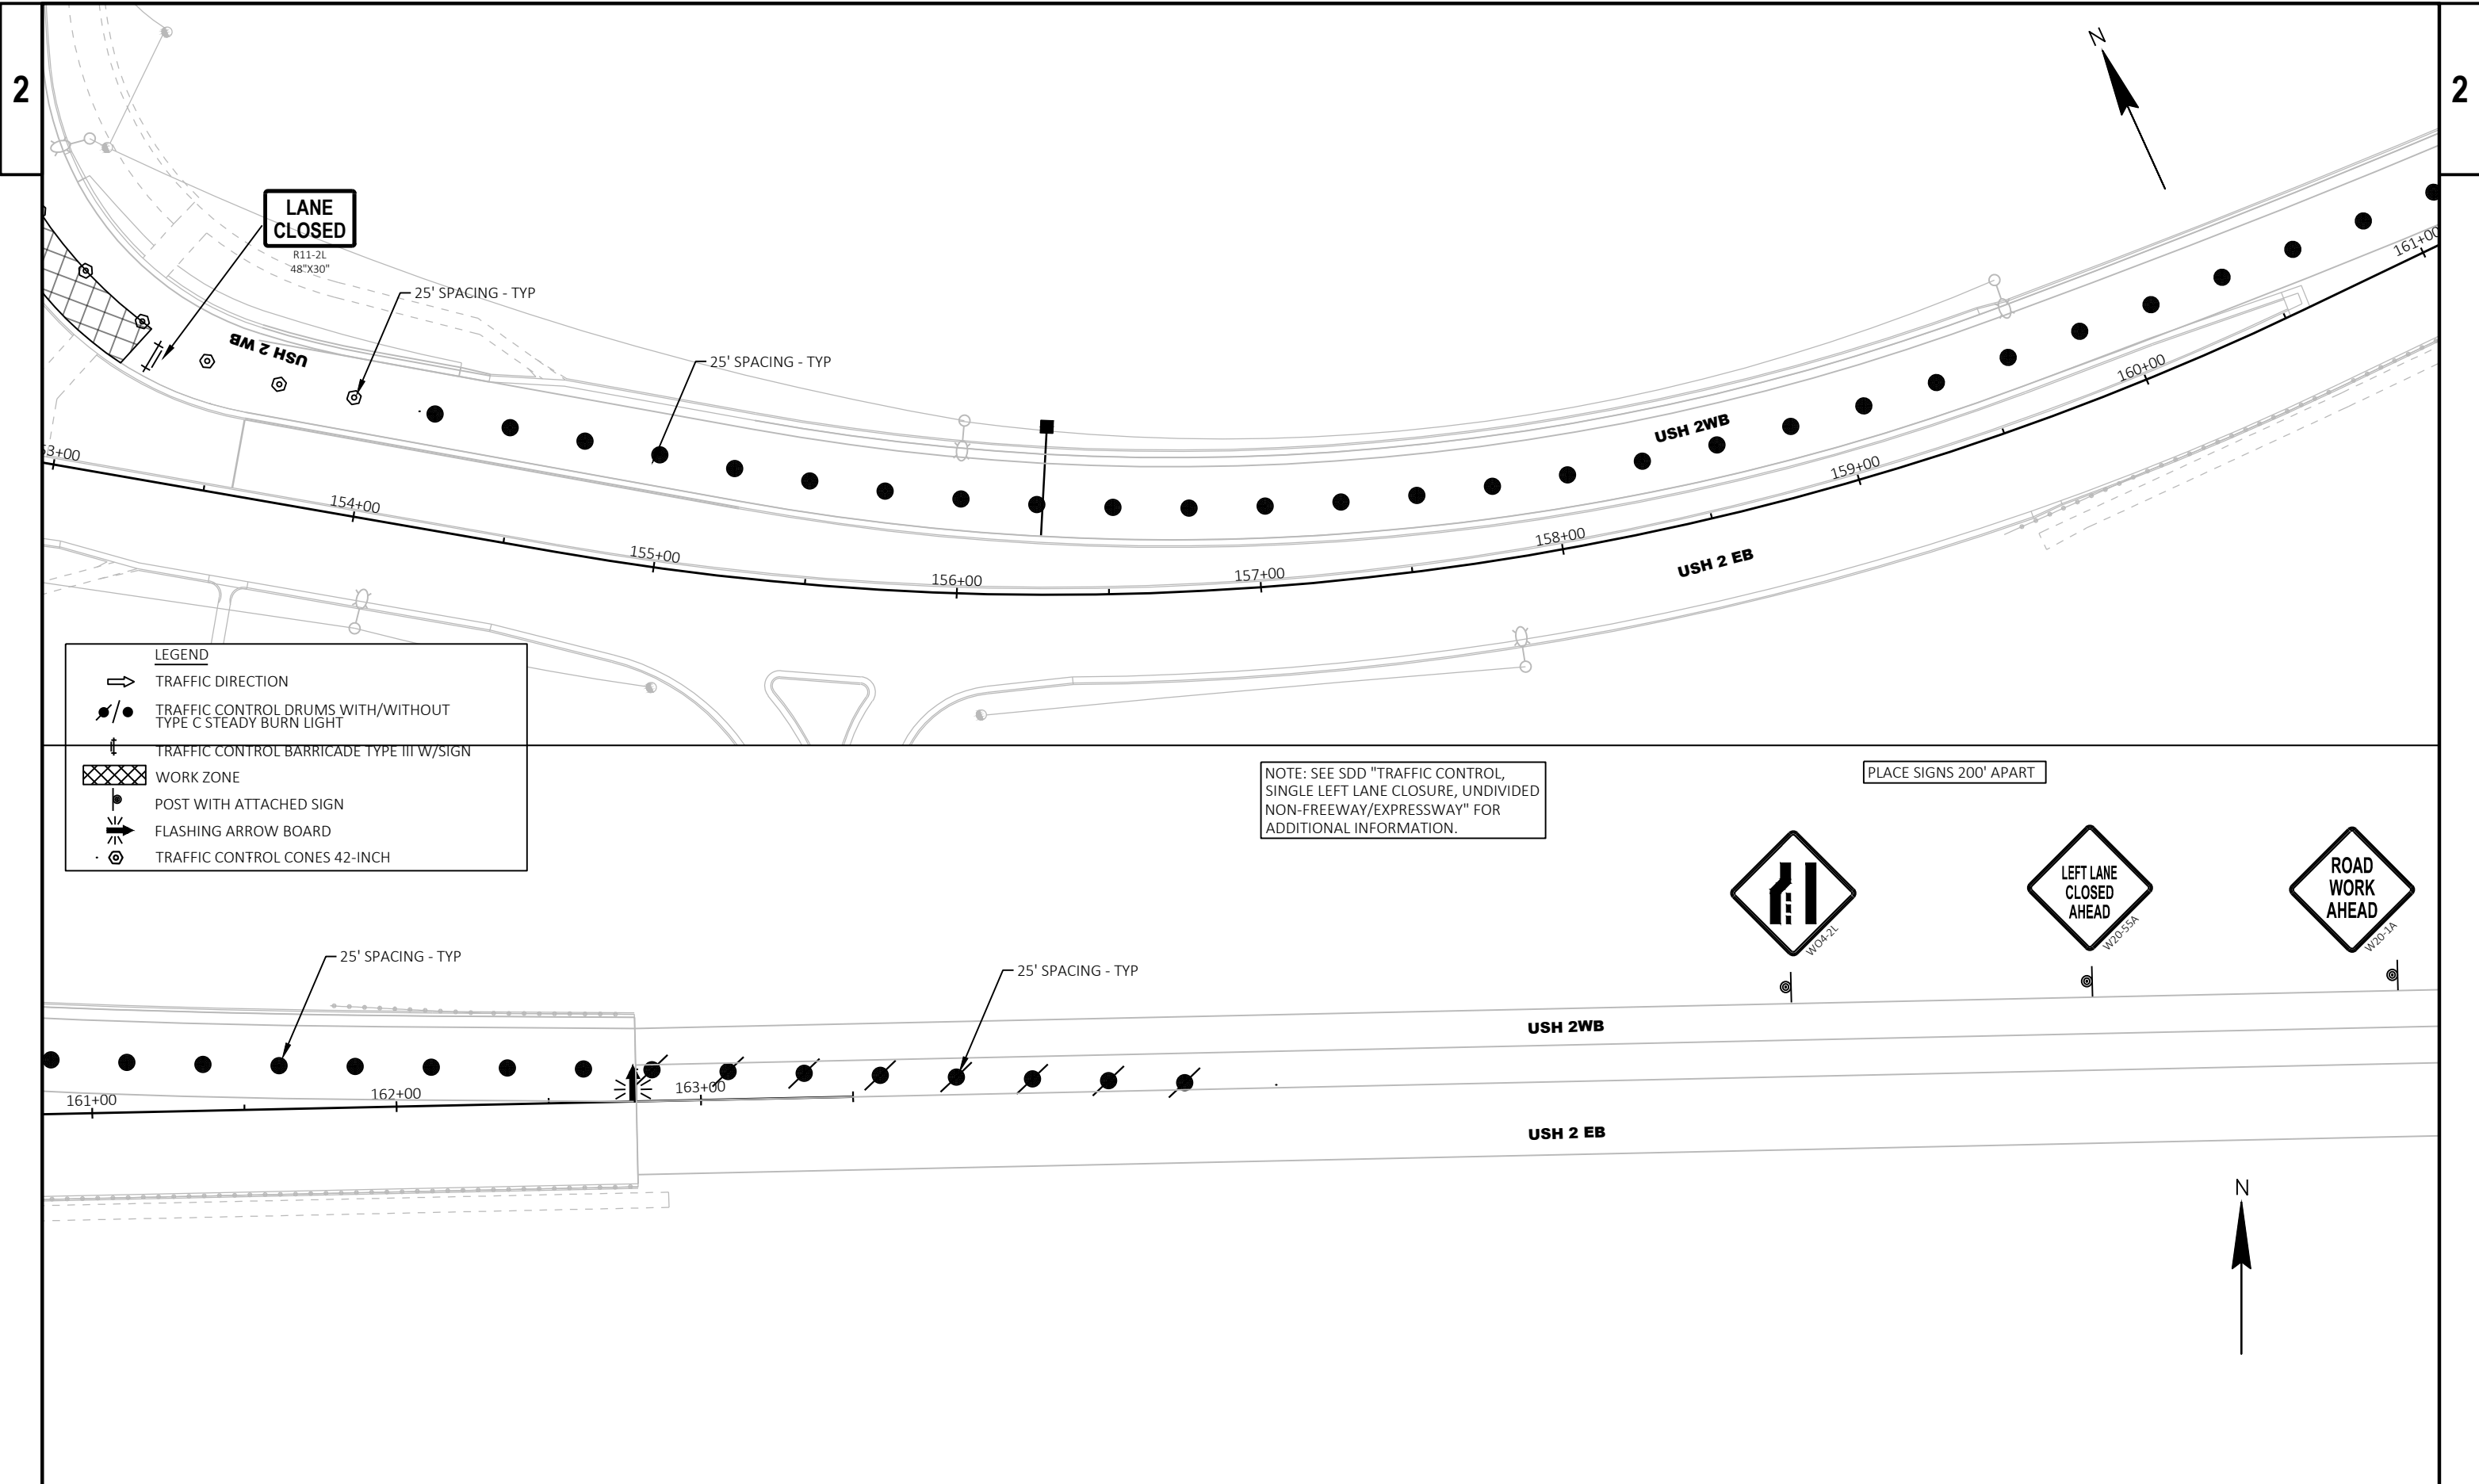 2
2
N
LANE
CLOSED
R11-2L
48"X30"
25' SPACING - TYP
25' SPACING - TYP
USH 2 WB
USH 2WB
53+00
154+00
155+00
156+00
157+00
158+00
159+00
160+00
161+00
USH 2 EB
LEGEND
TRAFFIC DIRECTION
TRAFFIC CONTROL DRUMS WITH/WITHOUT
TYPE C STEADY BURN LIGHT
TRAFFIC CONTROL BARRICADE TYPE III W/SIGN
WORK ZONE
POST WITH ATTACHED SIGN
FLASHING ARROW BOARD
TRAFFIC CONTROL CONES 42-INCH
NOTE: SEE SDD "TRAFFIC CONTROL,
SINGLE LEFT LANE CLOSURE, UNDIVIDED
NON-FREEWAY/EXPRESSWAY" FOR
ADDITIONAL INFORMATION.
PLACE SIGNS 200' APART
WO4-2L
LEFT LANE
CLOSED
AHEAD
W20-55A
ROAD
WORK
AHEAD
W20-1A
25' SPACING - TYP
25' SPACING - TYP
USH 2WB
161+00
162+00
163+00
USH 2 EB
N